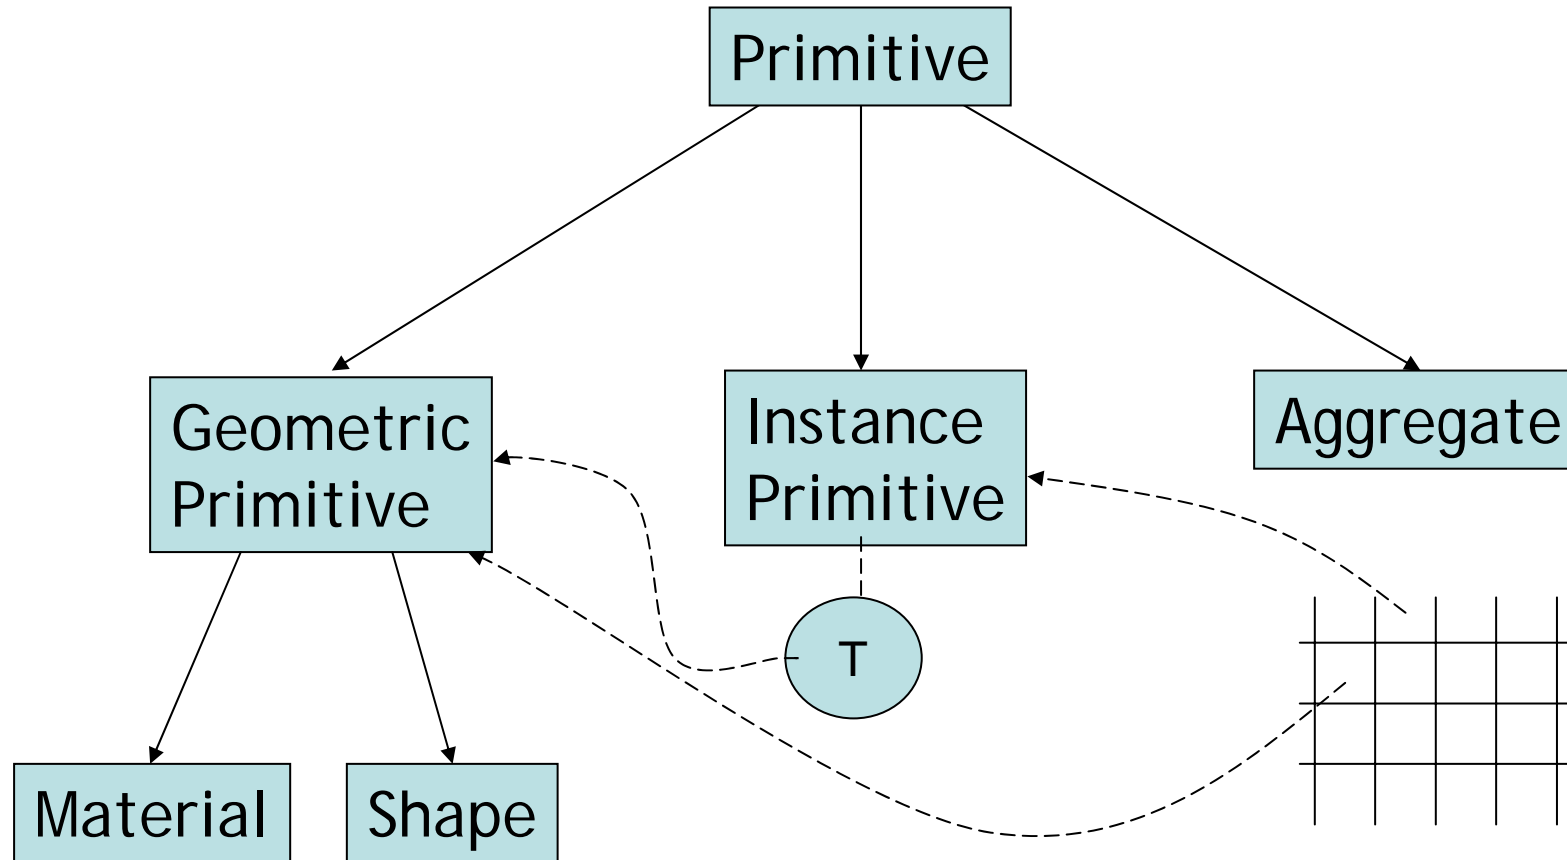 Primitive
Geometric
Primitive
Instance
Primitive
Aggregate
T
Material
Shape